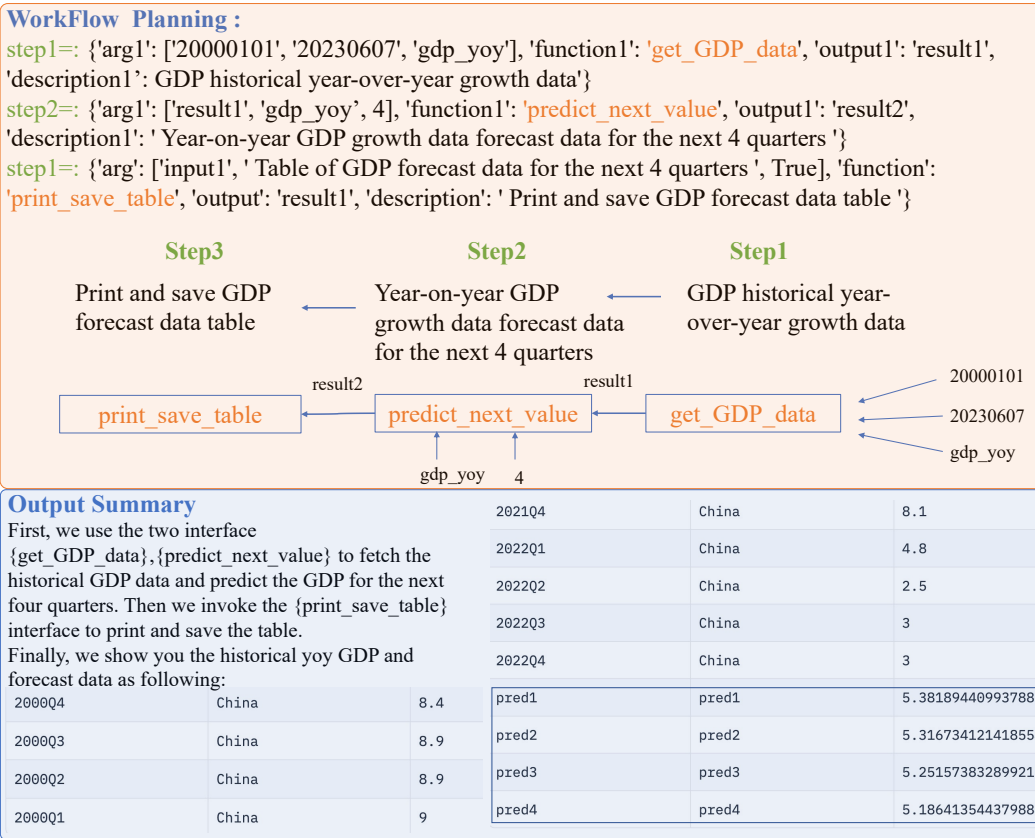 WorkFlow Planning :
step1=: {'arg1': ['20000101', '20230607', 'gdp_yoy'], 'function1': 'get_GDP_data', 'output1': 'result1',
'description1’: GDP historical year-over-year growth data'}
step2=: {'arg1': ['result1', 'gdp_yoy’, 4], 'function1': 'predict_next_value', 'output1': 'result2',
'description1': ' Year-on-year GDP growth data forecast data for the next 4 quarters '}
step1=: {'arg': ['input1', ' Table of GDP forecast data for the next 4 quarters ', True], 'function':
'print_save_table', 'output': 'result1', 'description': ' Print and save GDP forecast data table '}
Step3 Step2 Step1
Print and save GDP
forecast data table
Year-on-year GDP
growth data forecast data
for the next 4 quarters
GDP historical year-
over-year growth data
result2 result1
print_save_table predict_next_value get_GDP_data
20000101
20230607
gdp_yoy
gdp_yoy 4
Output Summary
First, we use the two interface
{get_GDP_data},{predict_next_value} to fetch the
historical GDP data and predict the GDP for the next
four quarters. Then we invoke the {print_save_table}
interface to print and save the table.
Finally, we show you the historical yoy GDP and
forecast data as following:
2000Q4 China 8.4
2000Q3 China 8.9
2000Q2 China 8.9
2000Q1 China 9
2021Q4 China 8.1
2022Q1 China 4.8
2022Q2 China 2.5
2022Q3 China 3
2022Q4 China 3
pred1 pred1 5.38189440993788
pred2 pred2 5.31673412141855
pred3 pred3 5.25157383289921
pred4 pred4 5.18641354437988